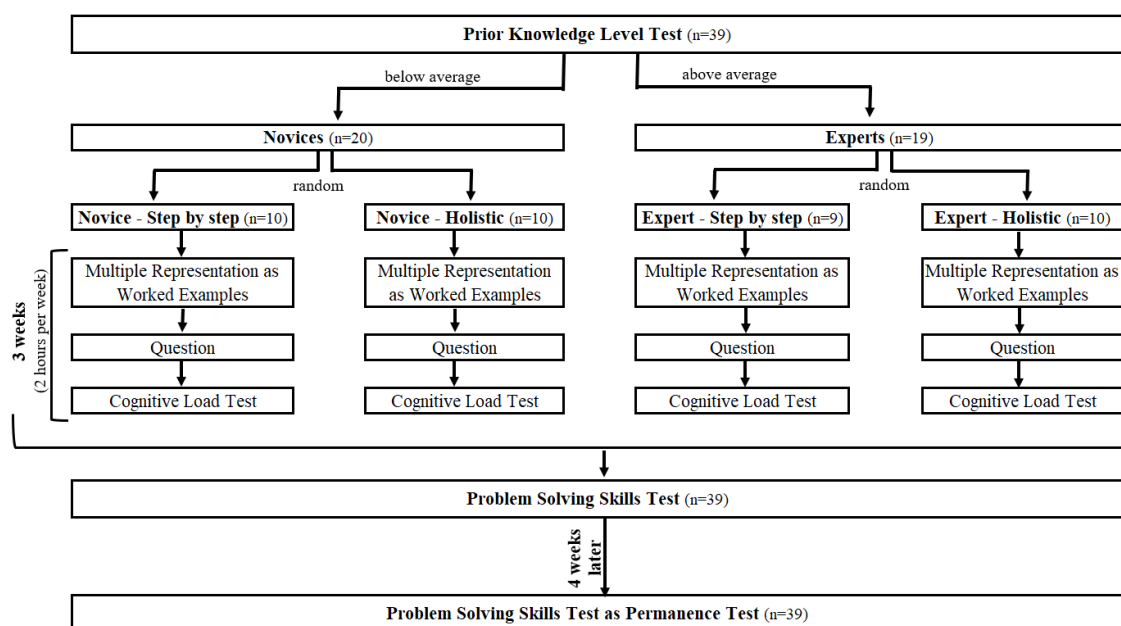 Prior Knowledge Level Test (n=39)
below average
above average
Novices (n=20)
Experts (n=19)
random
random
Novice - Step by step (n=10)
Novice - Holistic (n=10)
Expert - Step by step (n=9)
Expert - Holistic (n=10)
3 weeks
(2 hours per week)
Multiple Representation as
Worked Examples
Multiple Representation
as Worked Examples
Multiple Representation as
Worked Examples
Multiple Representation as
Worked Examples
Question
Question
Question
Question
Cognitive Load Test
Cognitive Load Test
Cognitive Load Test
Cognitive Load Test
Problem Solving Skills Test (n=39)
4 weeks
later
Problem Solving Skills Test as Permanence Test (n=39)